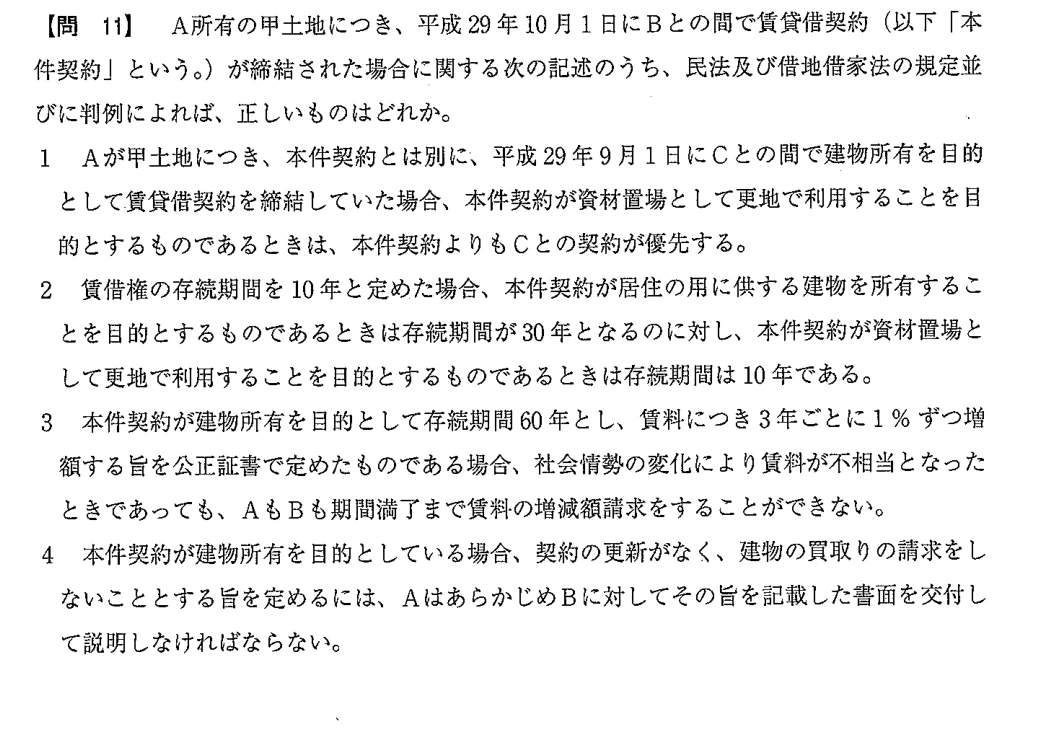 【問 11】 A所有の甲土地につき、平成29年10月1日にBとの間で賃貸借契約（以下「本
件契約」という。）が締結された場合に関する次の記述のうち、民法及び借地借家法の規定並
びに判例によれば、正しいものはどれか。
1 Aが甲土地につき、本件契約とは別に、平成29年9月1日にCとの間で建物所有を目的
として賃貸借契約を締結していた場合、本件契約が資材置場として更地で利用することを目
的とするものであるときは、本件契約よりもCとの契約が優先する。
2 賃借権の存続期間を10年と定めた場合、本件契約が居住の用に供する建物を所有するこ
とを目的とするものであるときは存続期間が30年となるのに対し、本件契約が資材置場と
して更地で利用することを目的とするものであるときは存続期間は10年である。
3 本件契約が建物所有を目的として存続期間60年とし、賃料につき3年ごとに1％ずつ増
額する旨を公正証書で定めたものである場合、社会情勢の変化により賃料が不相当となった
ときであっても、AもBも期間満了まで賃料の増減額請求をすることができない。
4 本件契約が建物所有を目的としている場合、契約の更新がなく、建物の買取りの請求をし
ないこととする旨を定めるには、AはあらかじめBに対してその旨を記載した書面を交付し
て説明しなければならない。